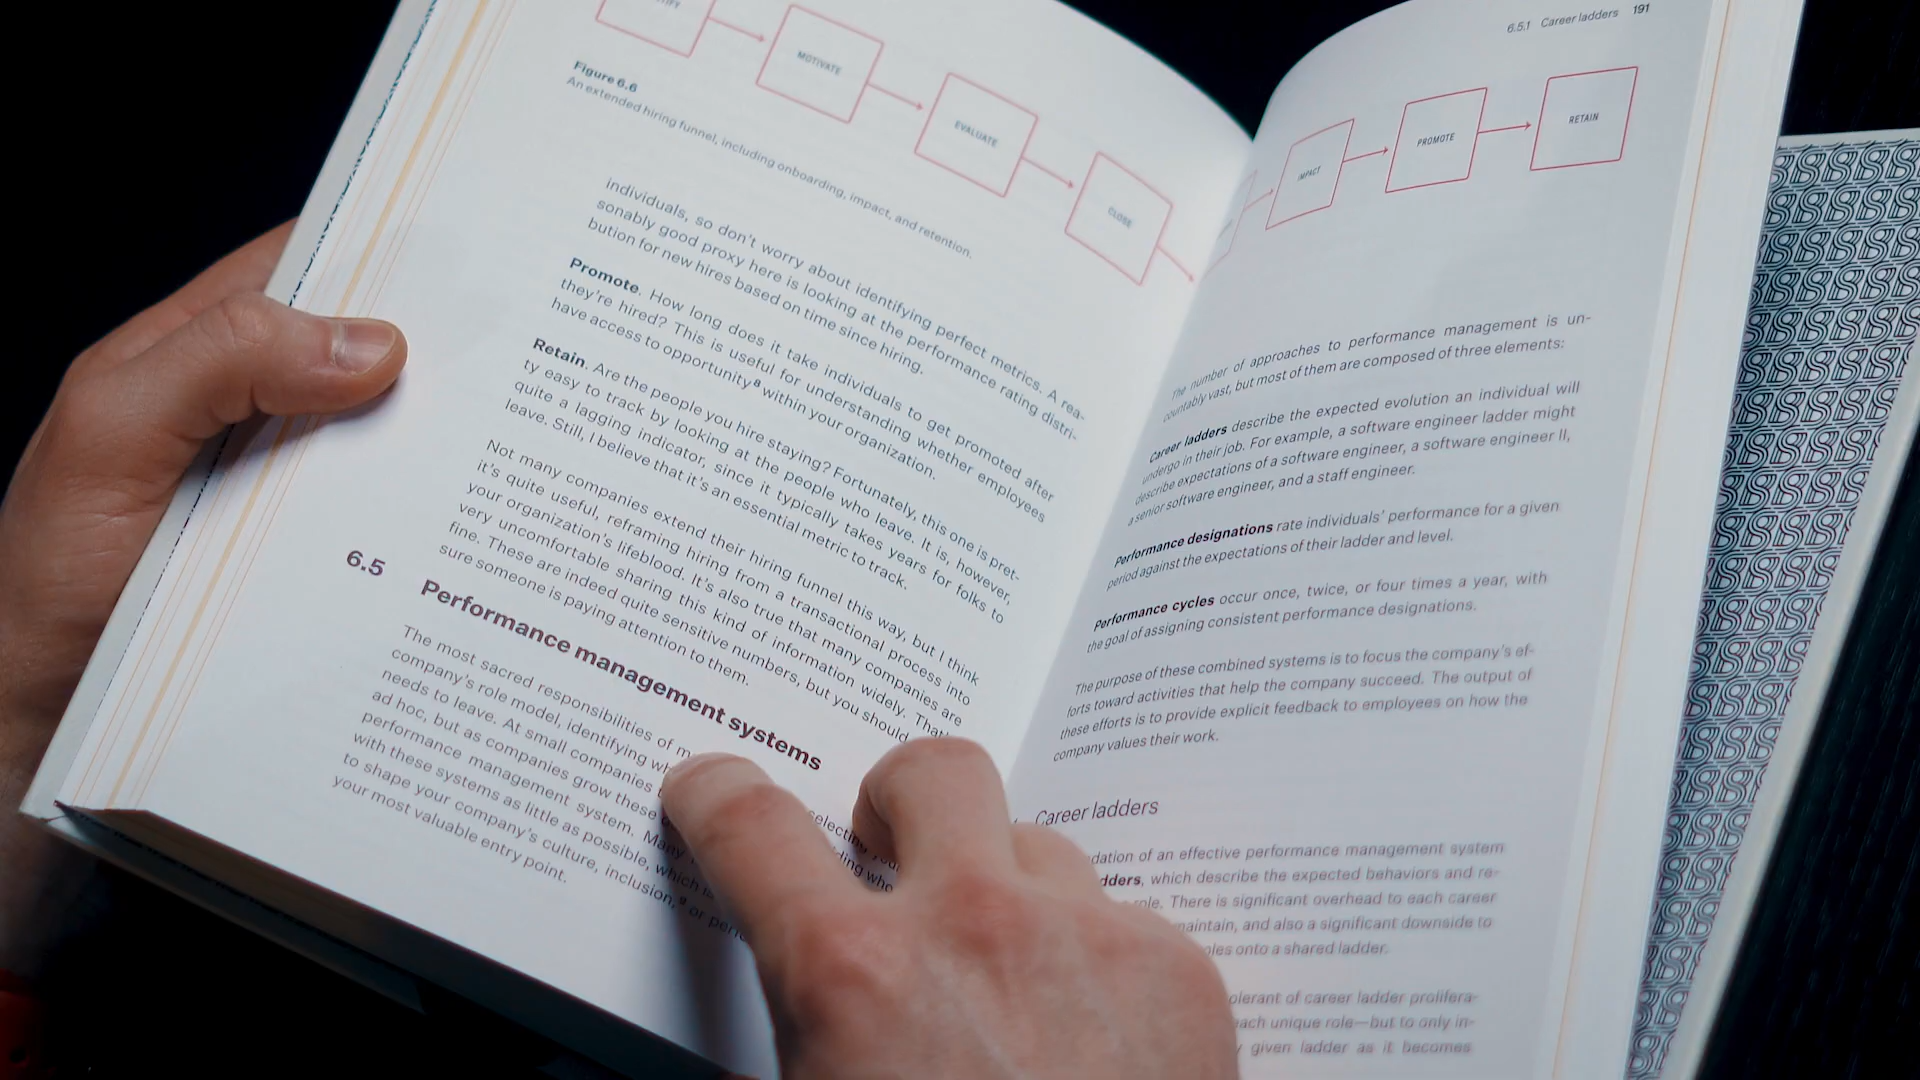 MOTIVATE
EVALUATE
CLOSE
Figure 6.6
An extended hiring funnel, including onboarding, impact, and retention.
individuals, so don't worry about identifying perfect metrics. A rea-
sonably good proxy here is looking at the performance rating distri-
bution for new hires based on time since hiring.
Promote. How long does it take individuals to get promoted after
they're hired? This is useful for understanding whether employees
have access to opportunity⁸ within your organization.
Retain. Are the people you hire staying? Fortunately, this one is pret-
ty easy to track by looking at the people who leave. It is, however,
quite a lagging indicator, since it typically takes years for folks to
leave. Still, I believe that it's an essential metric to track.
Not many companies extend their hiring funnel this way, but I think
it's quite useful, reframing hiring from a transactional process into
your organization's lifeblood. It's also true that many companies are
very uncomfortable sharing this kind of information widely. That's
fine. These are indeed quite sensitive numbers, but you should
sure someone is paying attention to them.
6.5 Performance management systems
The most sacred responsibilities of selecting your
company's role model, identifying who
needs to leave. At small companies
ad hoc, but as companies grow these
performance management system. Many
with these systems as little as possible, which is
to shape your company's culture, inclusion,⁹ or
your most valuable entry point.
6.5.1 Career ladders 191
IMPACT
PROMOTE
RETAIN
The number of approaches to performance management is un-
countably vast, but most of them are composed of three elements:
Career ladders describe the expected evolution an individual will
undergo in their job. For example, a software engineer ladder might
describe expectations of a software engineer, a software engineer II,
a senior software engineer, and a staff engineer.
Performance designations rate individuals' performance for a given
period against the expectations of their ladder and level.
Performance cycles occur once, twice, or four times a year, with
the goal of assigning consistent performance designations.
The purpose of these combined systems is to focus the company's ef-
forts toward activities that help the company succeed. The output of
these efforts is to provide explicit feedback to employees on how the
company values their work.
Career ladders
of an effective performance management system
which describe the expected behaviors and re-
role. There is significant overhead to each career
maintain, and also a significant downside to
onto a shared ladder.
of career ladder prolifera-
each unique role—but to only in-
given ladder as it becomes